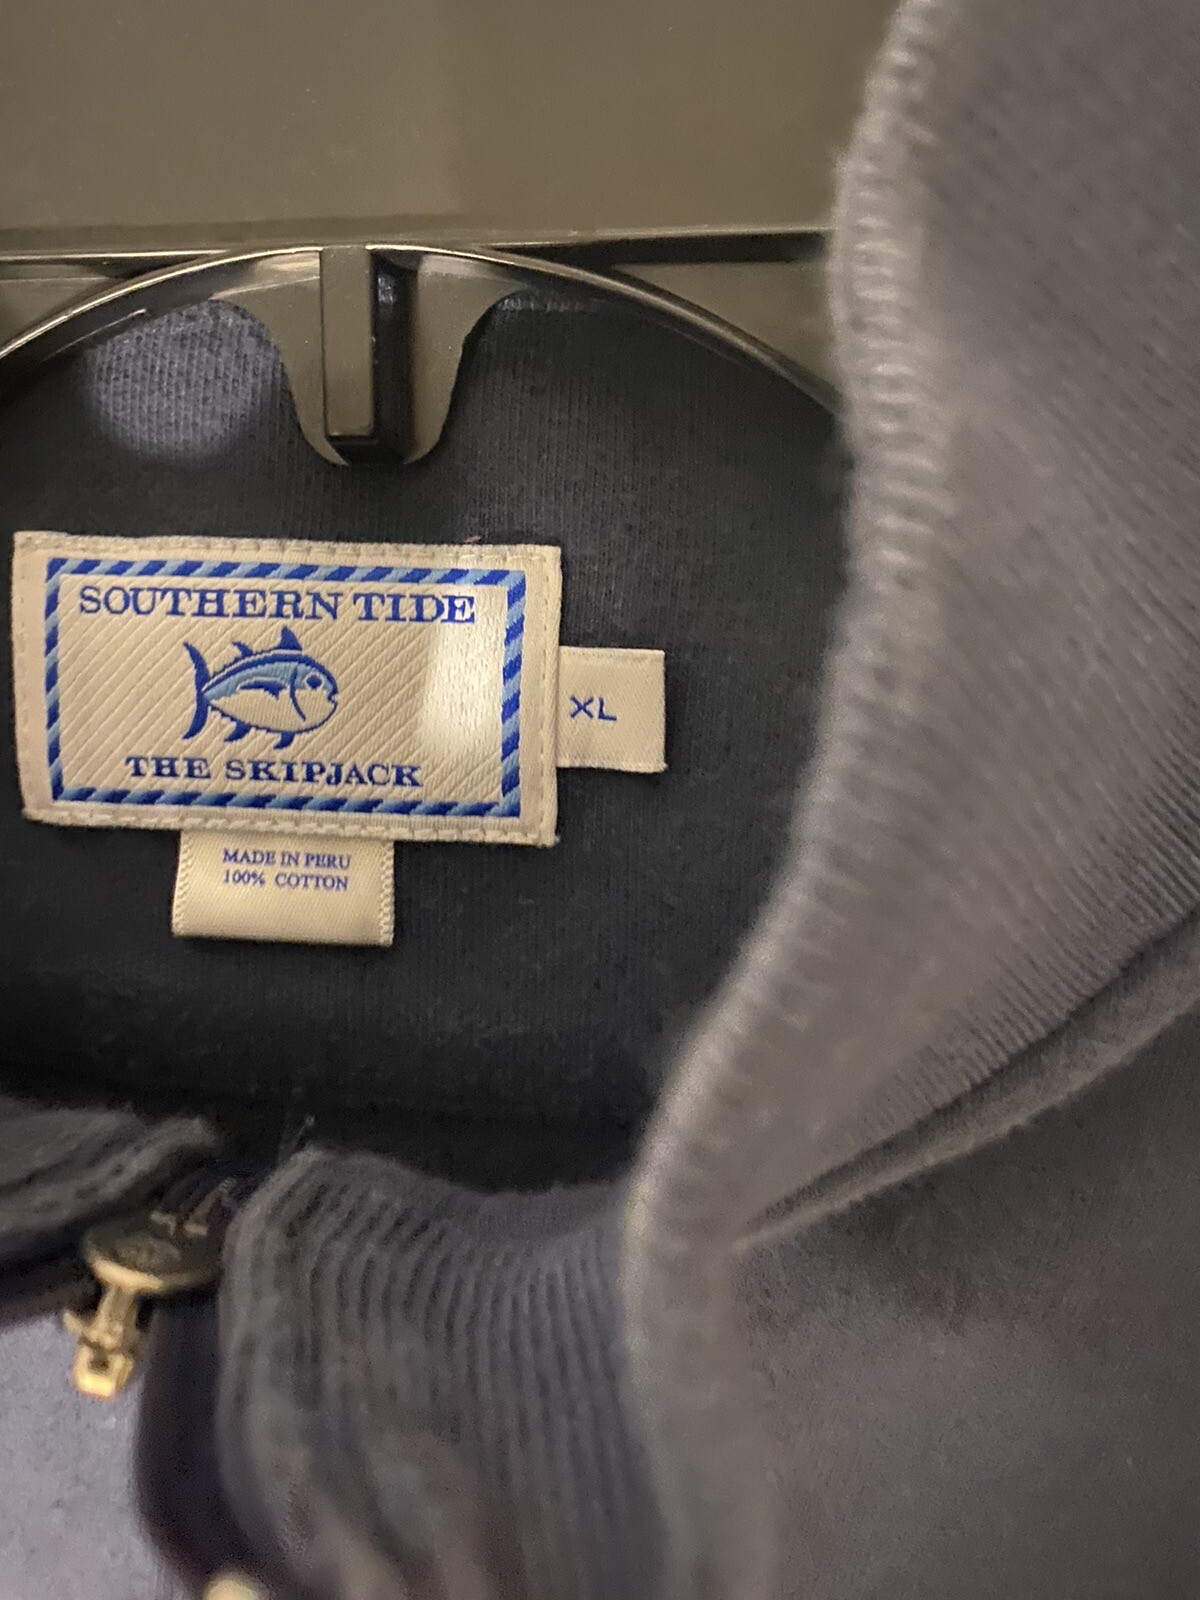 SOUTHERN TIDE
THE SKIPJACK
XL
MADE IN PERU
100% COTTON